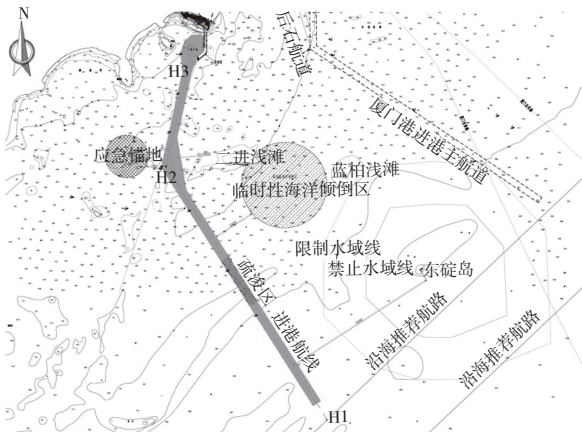 N
后石航道
H3
厦门港进港主航道
应急锚地
进浅滩
H2
蓝柏浅滩
临时性海洋倾倒区
限制水域线
禁止水域线
东碇岛
疏浚区
进港航线
沿海推荐航路
沿海推荐航路
H1